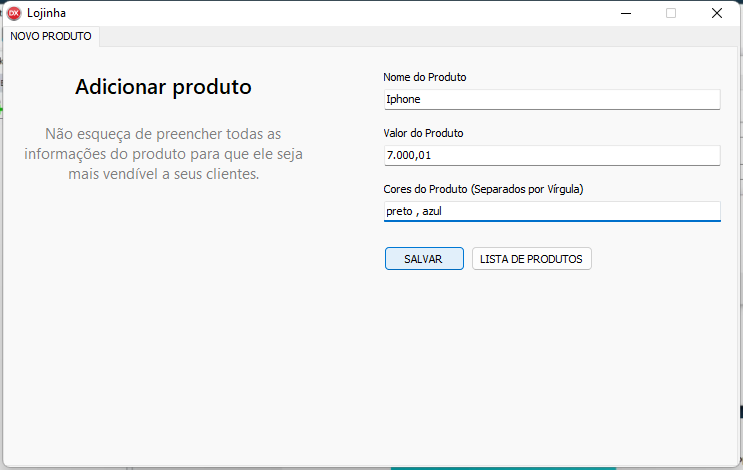 DX Lojinha
NOVO PRODUTO
Adicionar produto
Não esqueça de preencher todas as
informações do produto para que ele seja
mais vendível a seus clientes.
Nome do Produto
Iphone
Valor do Produto
7.000,01
Cores do Produto (Separados por Vírgula)
preto , azul
SALVAR
LISTA DE PRODUTOS